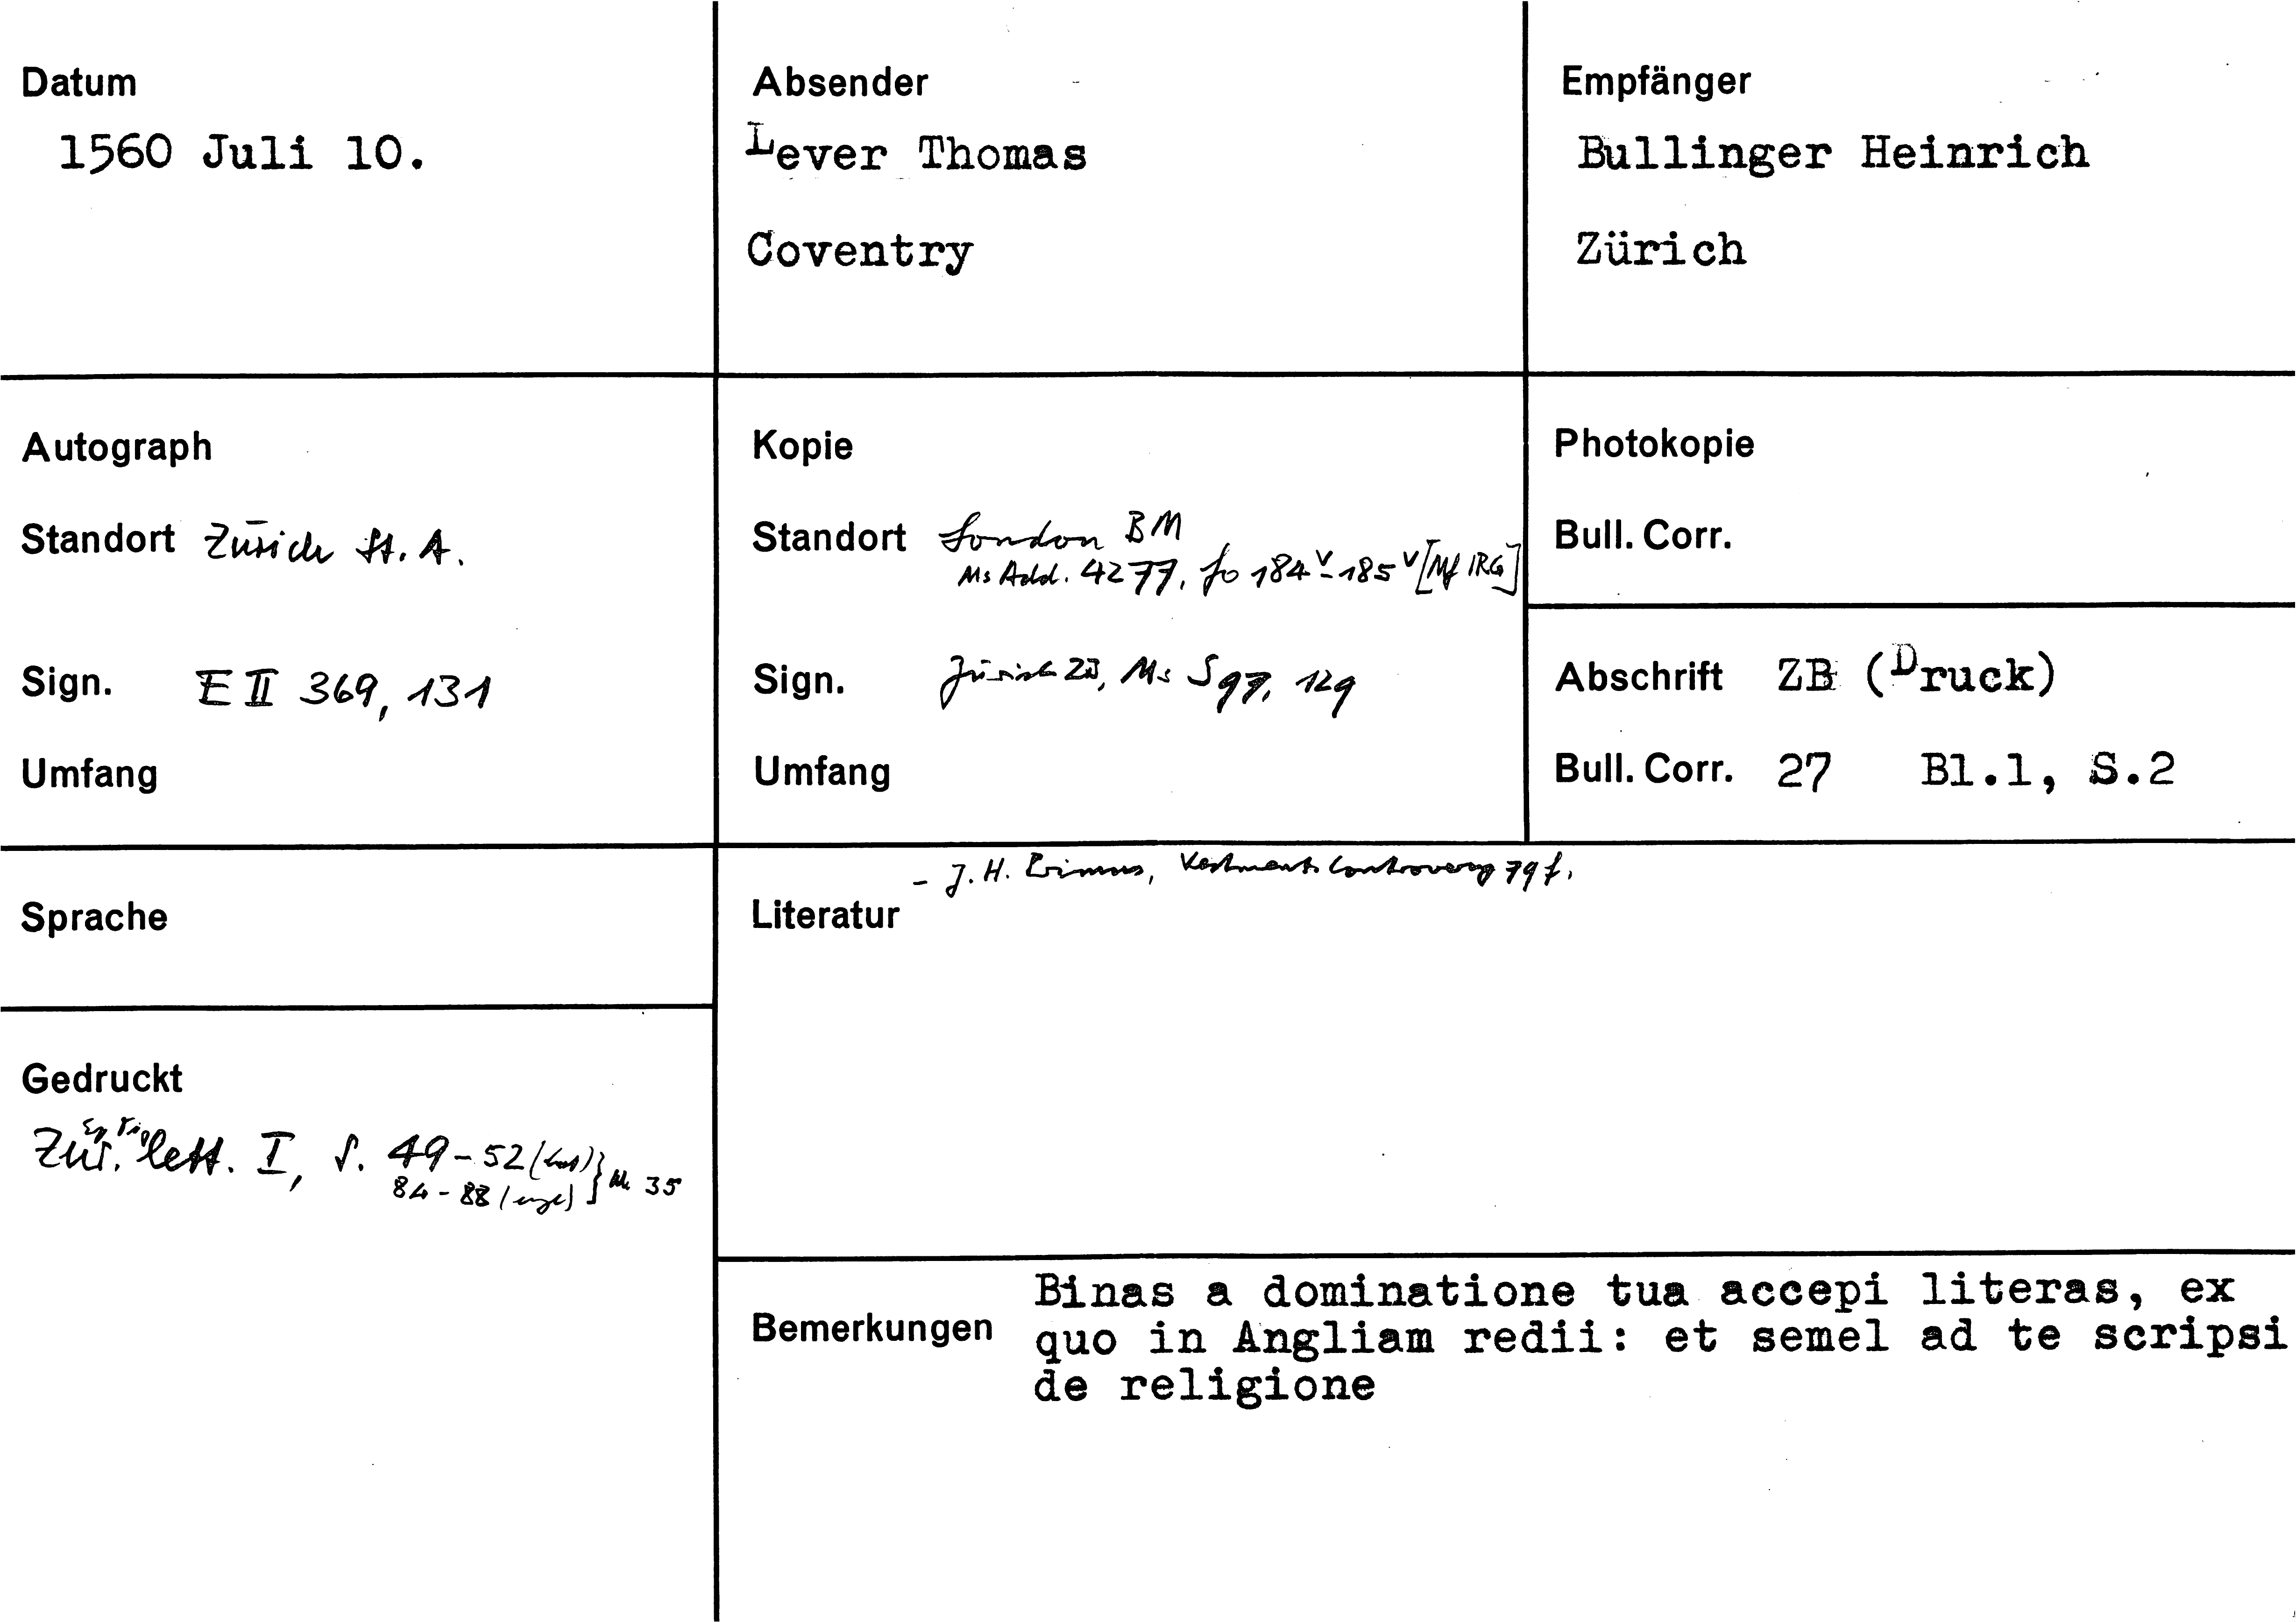 Datum
1560 Juli 10.
Absender
Lever Thomas
Coventry
Empfänger
Bullinger Heinrich
Zürich
Autograph
Standort Zürich St. A.
Sign. E II 369, 131
Umfang
Kopie
Standort London BM
Ms Add. 4277, fo 184v-185v [Mf IRG]
Sign. Zürich ZB, Ms S 97, 129
Umfang
Photokopie
Bull. Corr.
Abschrift ZB (Druck)
Bull. Corr. 27 Bl.1, S.2
Sprache
Gedruckt
Zür. lett. I, S. 49-52 (lat)
84-88 (engl) } Nr. 35
- J. H. Primus, Vestments Controversy 79 f.
Literatur
Bemerkungen
Binas a dominatione tua accepi literas, ex
quo in Angliam redii: et semel ad te scripsi
de religione